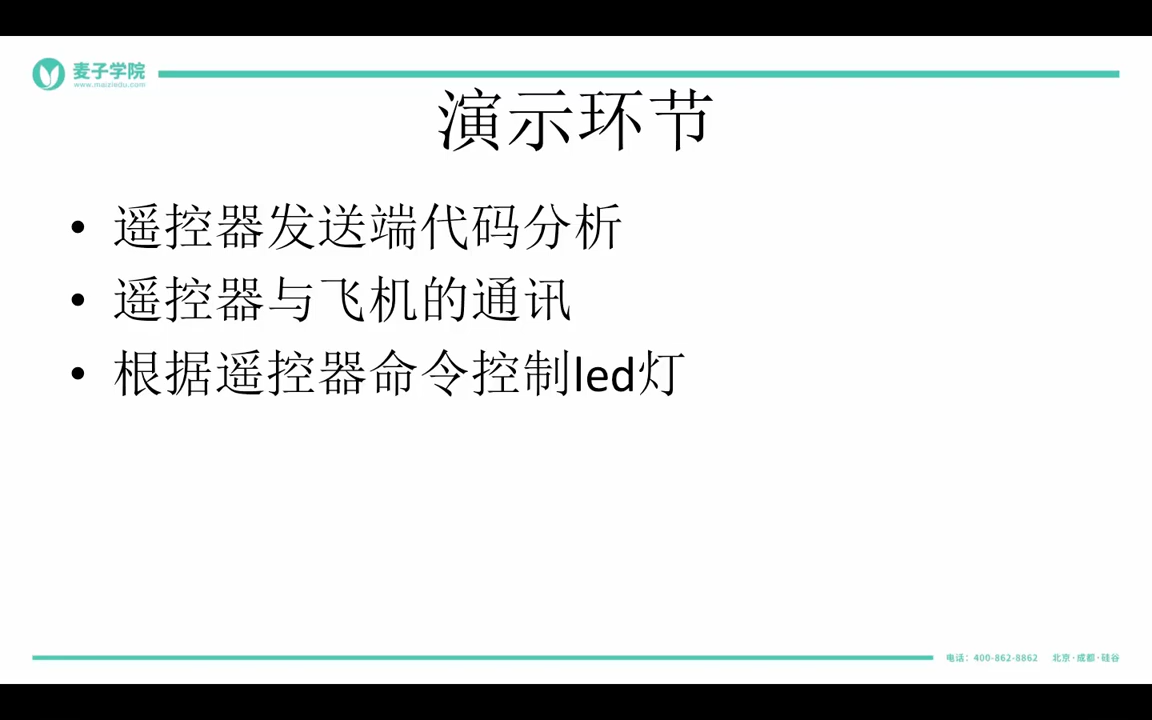 麦子学院
www.maiziedu.com
演示环节
• 遥控器发送端代码分析
• 遥控器与飞机的通讯
• 根据遥控器命令控制led灯
电话：400-862-8862 北京·成都·硅谷